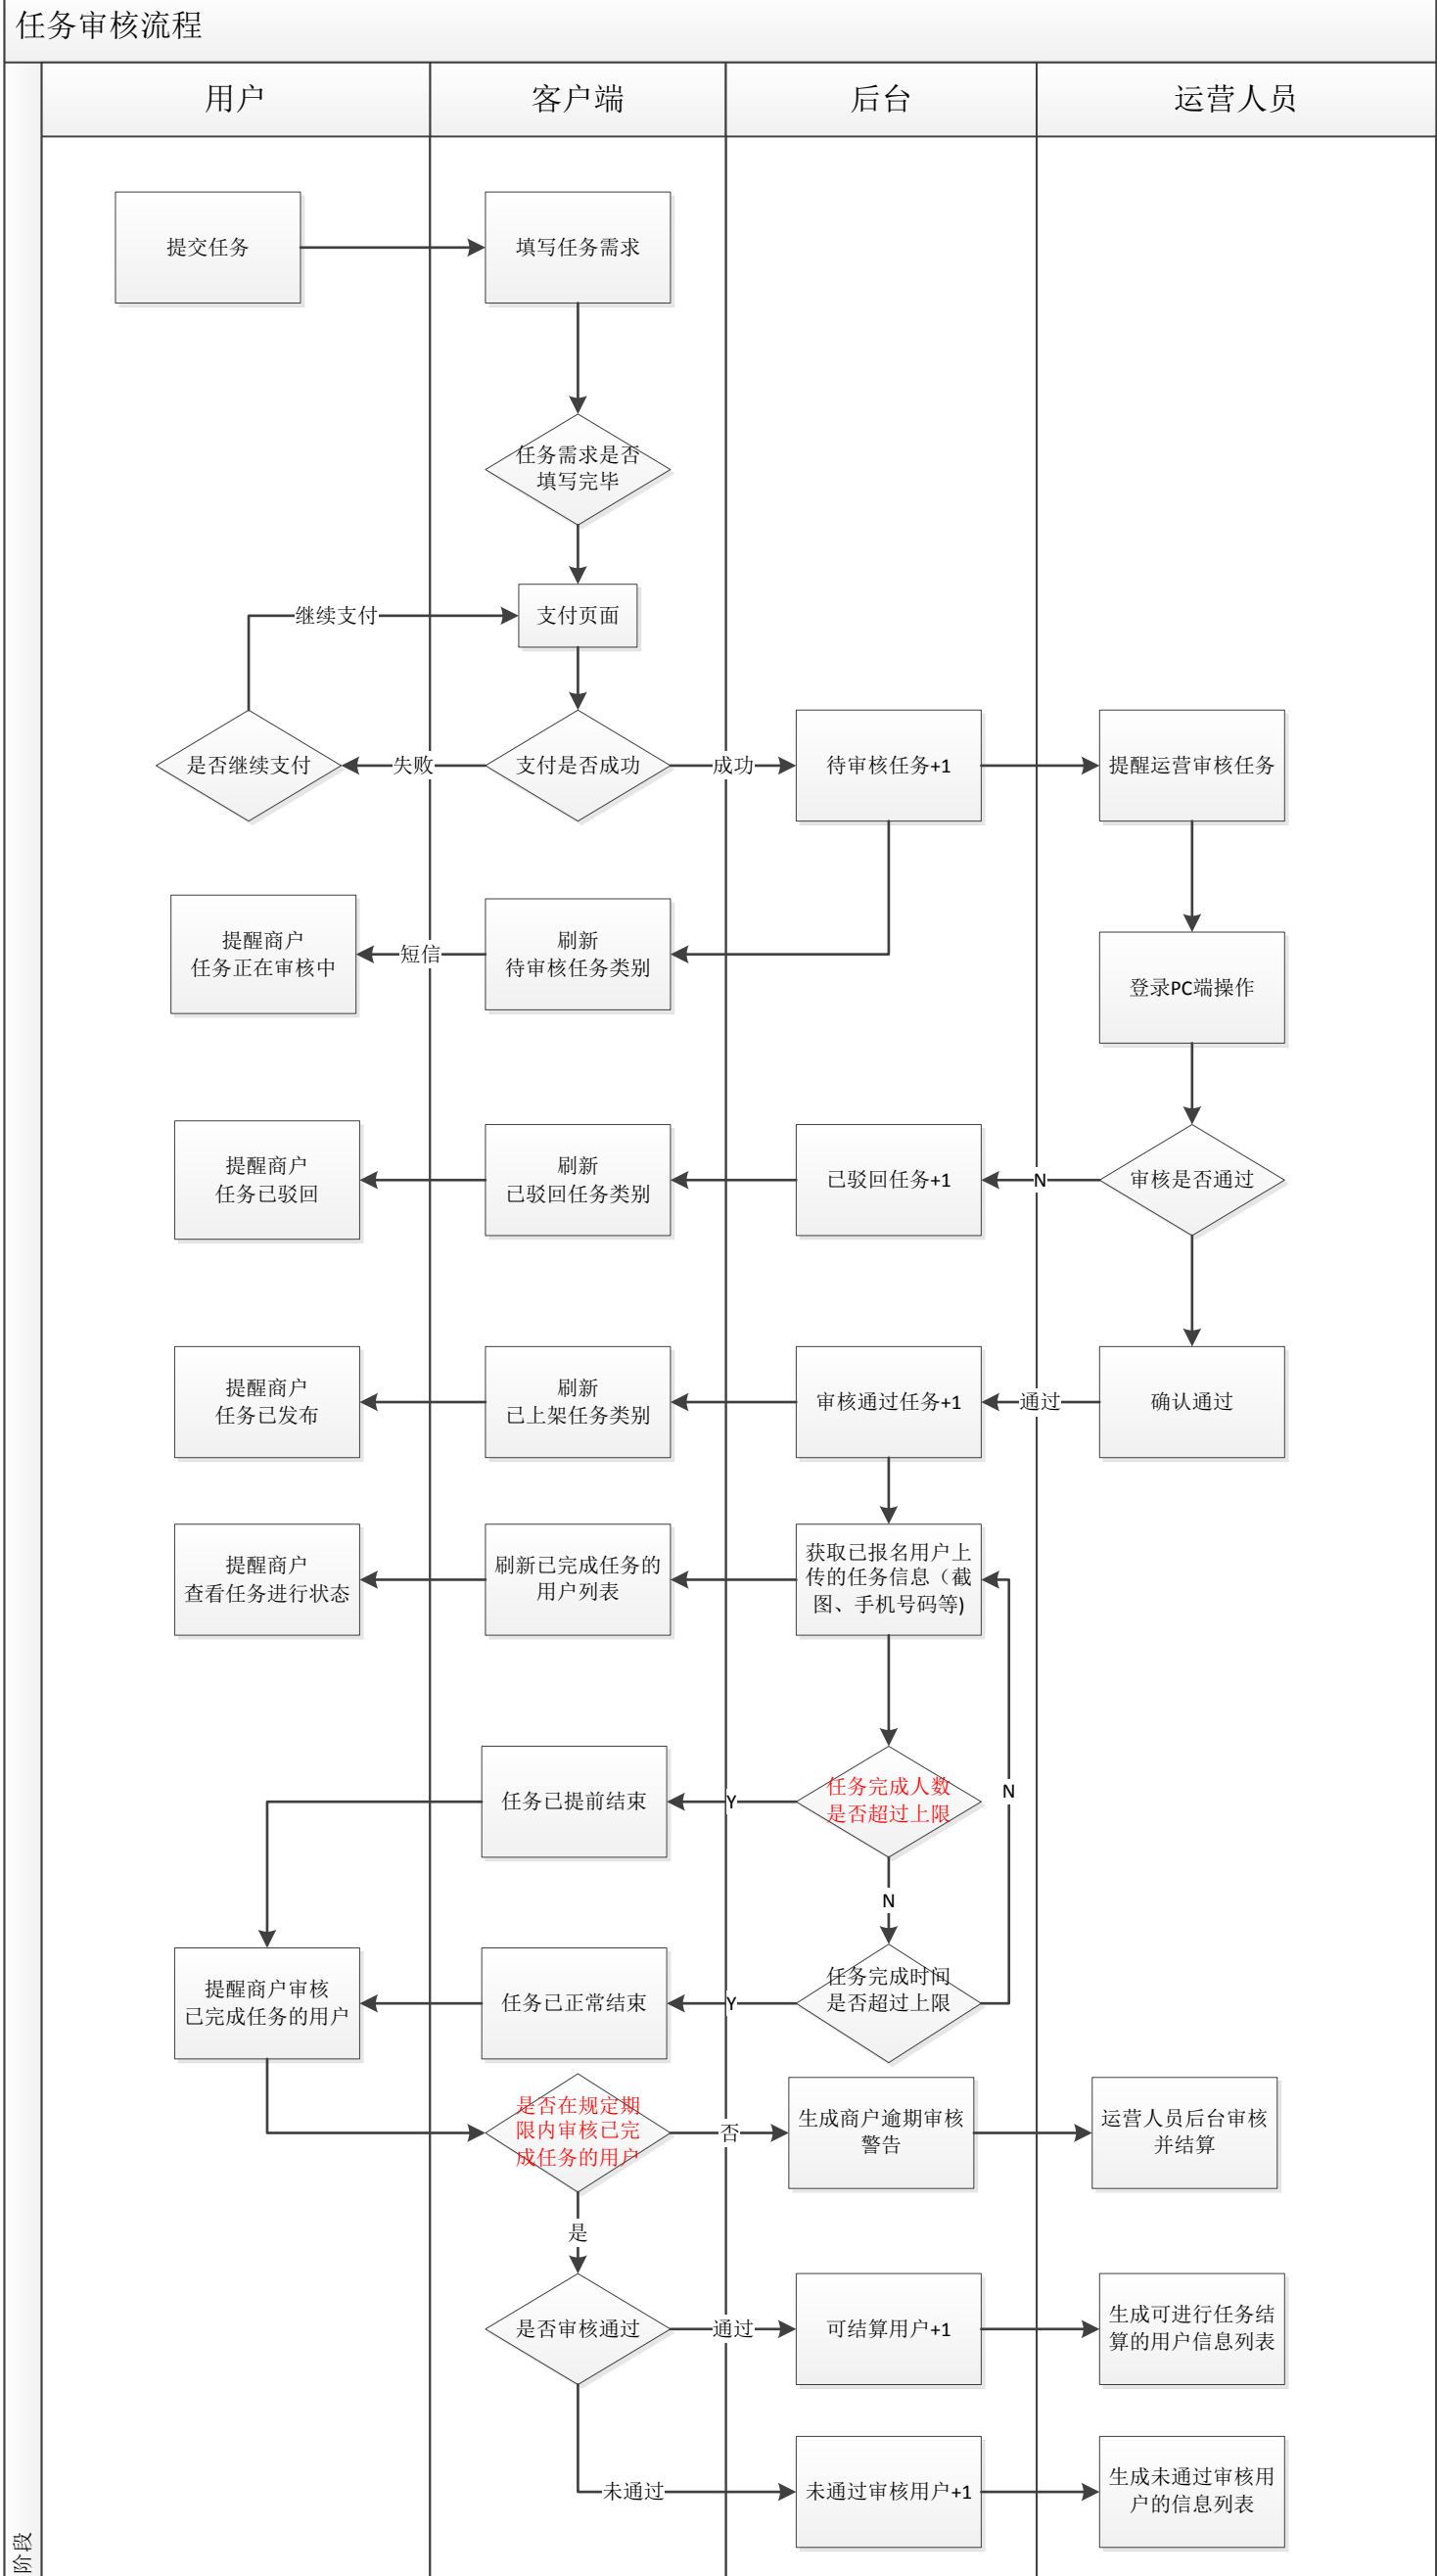 任务审核流程
用户
客户端
后台
运营人员
提交任务
填写任务需求
任务需求是否
填写完毕
继续支付
支付页面
是否继续支付
失败
支付是否成功
成功
待审核任务+1
提醒运营审核任务
提醒商户
任务正在审核中
短信
刷新
待审核任务类别
登录PC端操作
提醒商户
任务已驳回
刷新
已驳回任务类别
已驳回任务+1
N
审核是否通过
提醒商户
任务已发布
刷新
已上架任务类别
审核通过任务+1
通过
确认通过
提醒商户
查看任务进行状态
刷新已完成任务的
用户列表
获取已报名用户上
传的任务信息（截
图、手机号码等)
任务已提前结束
Y
任务完成人数
是否超过上限
N
N
提醒商户审核
已完成任务的用户
任务已正常结束
Y
任务完成时间
是否超过上限
是否在规定期
限内审核已完
成任务的用户
否
生成商户逾期审核
警告
运营人员后台审核
并结算
是
是否审核通过
通过
可结算用户+1
生成可进行任务结
算的用户信息列表
未通过
未通过审核用户+1
生成未通过审核用
户的信息列表
阶段